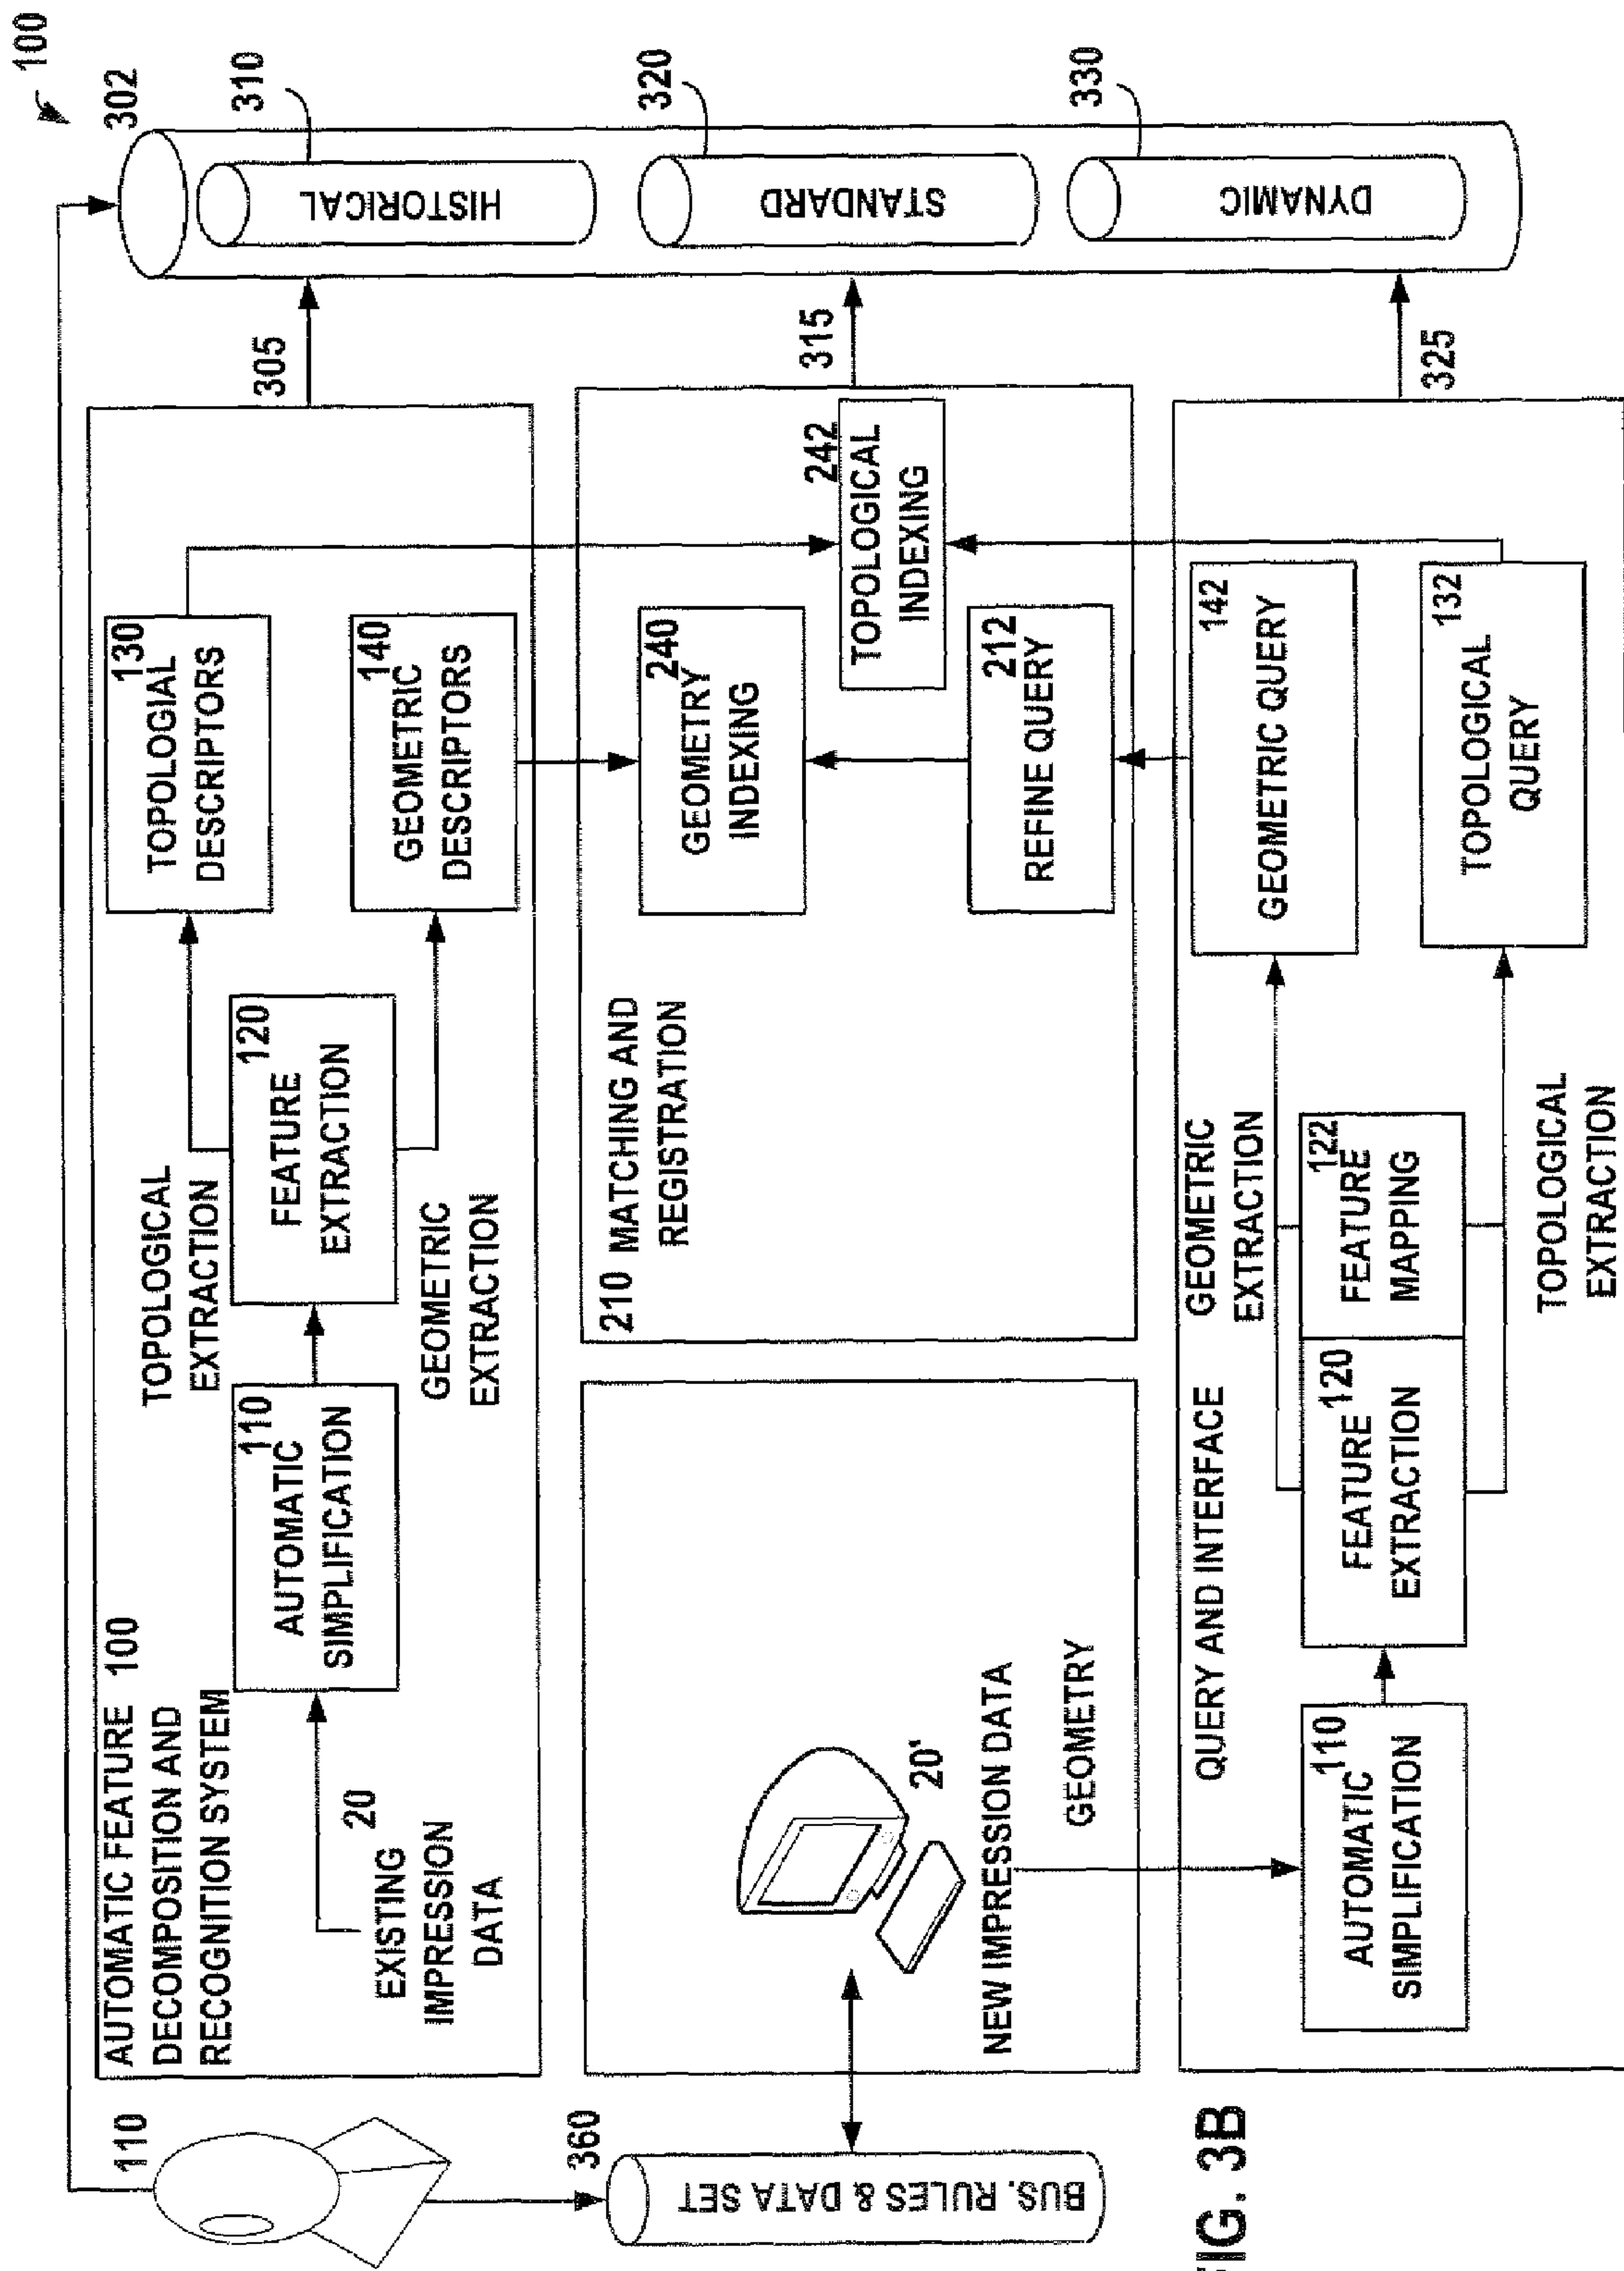 100
302
310
HISTORICAL
320
STANDARD
330
DYNAMIC
305
315
325
AUTOMATIC FEATURE 100
DECOMPOSITION AND
RECOGNITION SYSTEM
20
EXISTING
IMPRESSION
DATA
110
AUTOMATIC
SIMPLIFICATION
120
FEATURE
EXTRACTION
TOPOLOGICAL
EXTRACTION
GEOMETRIC
EXTRACTION
130
TOPOLOGIAL
DESCRIPTORS
140
GEOMETRIC
DESCRIPTORS
210 MATCHING AND
REGISTRATION
240
GEOMETRY
INDEXING
242
TOPOLOGICAL
INDEXING
212
REFINE QUERY
110
360
BUS. RULES & DATA SET
20'
NEW IMPRESSION DATA
GEOMETRY
QUERY AND INTERFACE
110
AUTOMATIC
SIMPLIFICATION
120
FEATURE
EXTRACTION
122
FEATURE
MAPPING
GEOMETRIC
EXTRACTION
TOPOLOGICAL
EXTRACTION
142
GEOMETRIC QUERY
132
TOPOLOGICAL
QUERY
FIG. 3B